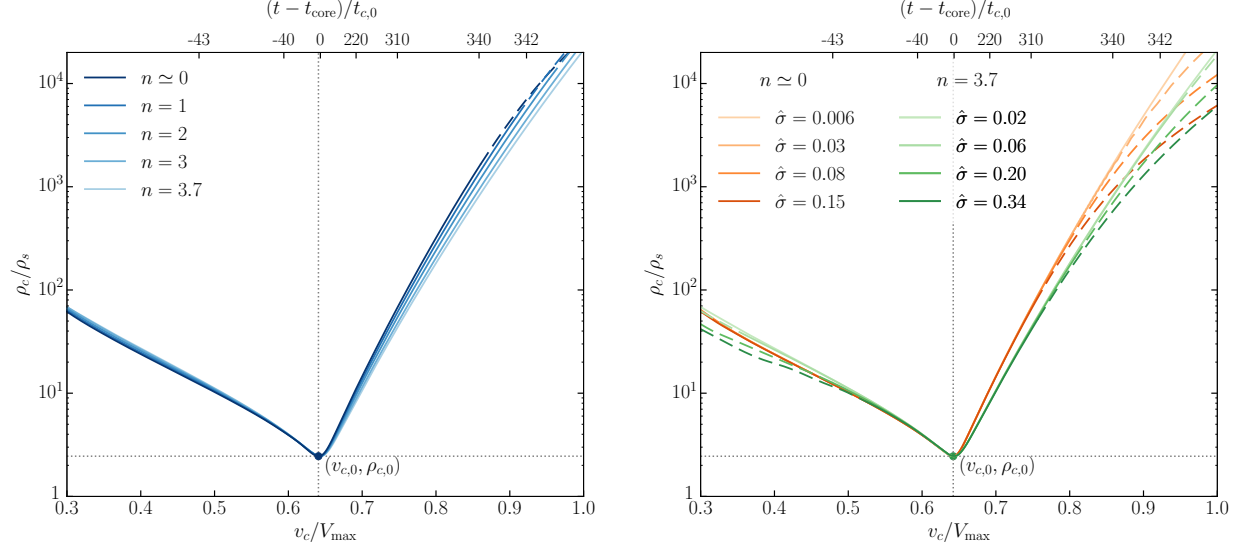 (t − t_core)/t_c,0
-43 -40 0 220 310 340 342
10^4
10^3
10^2
10^1
1
ρ_c/ρ_s
n ≃ 0
n = 1
n = 2
n = 3
n = 3.7
(v_c,0, ρ_c,0)
0.3 0.4 0.5 0.6 0.7 0.8 0.9 1.0
v_c/V_max
(t − t_core)/t_c,0
-43 -40 0 220 310 340 342
10^4
10^3
10^2
10^1
1
ρ_c/ρ_s
n ≃ 0 n = 3.7
σ̂ = 0.006 σ̂ = 0.02
σ̂ = 0.03 σ̂ = 0.06
σ̂ = 0.08 σ̂ = 0.20
σ̂ = 0.15 σ̂ = 0.34
(v_c,0, ρ_c,0)
0.3 0.4 0.5 0.6 0.7 0.8 0.9 1.0
v_c/V_max